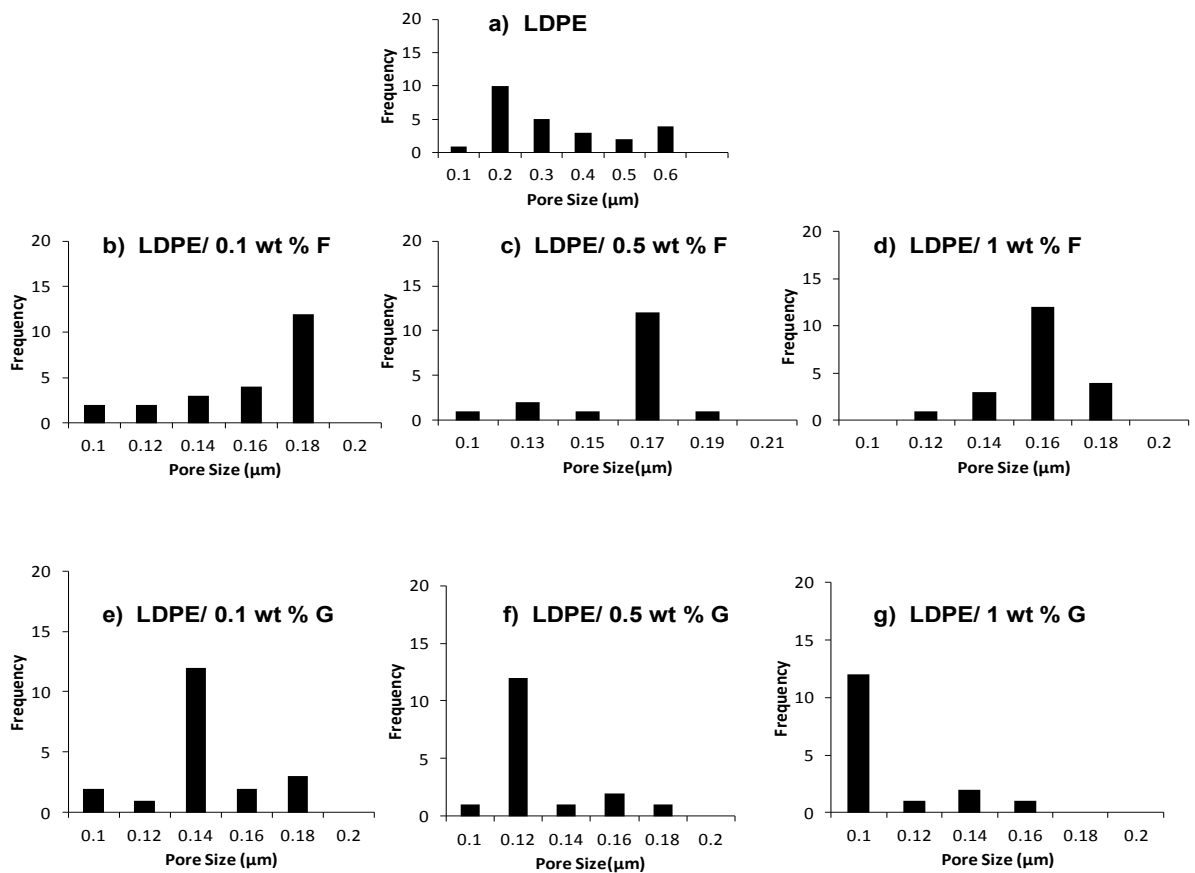 a) LDPE
20
15
10
5
0
Frequency
0.1 0.2 0.3 0.4 0.5 0.6
Pore Size (μm)
b) LDPE/ 0.1 wt % F
20
15
10
5
0
Frequency
0.1 0.12 0.14 0.16 0.18 0.2
Pore Size (μm)
c) LDPE/ 0.5 wt % F
20
15
10
5
0
Frequency
0.1 0.13 0.15 0.17 0.19 0.21
Pore Size(μm)
d) LDPE/ 1 wt % F
20
15
10
5
0
Frequency
0.1 0.12 0.14 0.16 0.18 0.2
Pore Size (μm)
e) LDPE/ 0.1 wt % G
20
15
10
5
0
Frequency
0.1 0.12 0.14 0.16 0.18 0.2
Pore Size (μm)
f) LDPE/ 0.5 wt % G
20
15
10
5
0
Frequency
0.1 0.12 0.14 0.16 0.18 0.2
Pore Size(μm)
g) LDPE/ 1 wt % G
20
15
10
5
0
Frequency
0.1 0.12 0.14 0.16 0.18 0.2
Pore Size (μm)